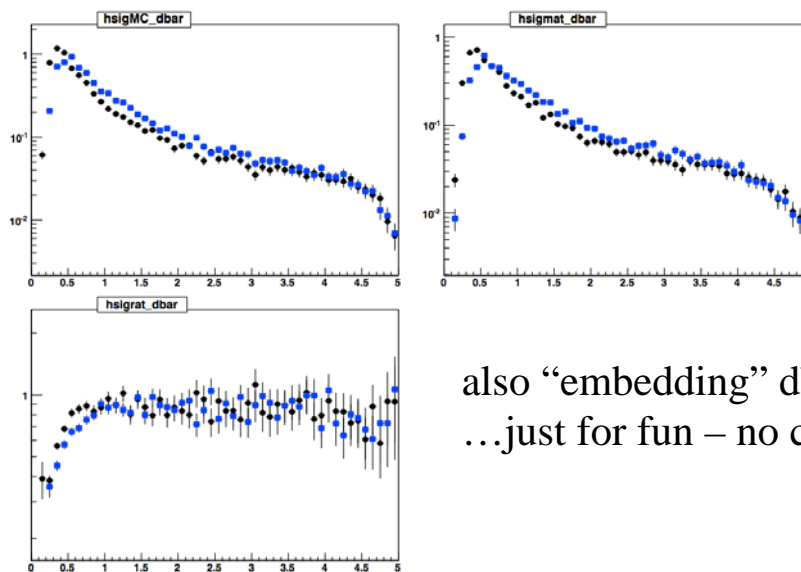 hsigMC_dbar
hsigmat_dbar
1
10⁻¹
10⁻²
0 0.5 1 1.5 2 2.5 3 3.5 4 4.5 5
1
10⁻¹
10⁻²
0 0.5 1 1.5 2 2.5 3 3.5 4 4.5
hsigrat_dbar
1
0 0.5 1 1.5 2 2.5 3 3.5 4 4.5 5
also “embedding”
…just for fun – no